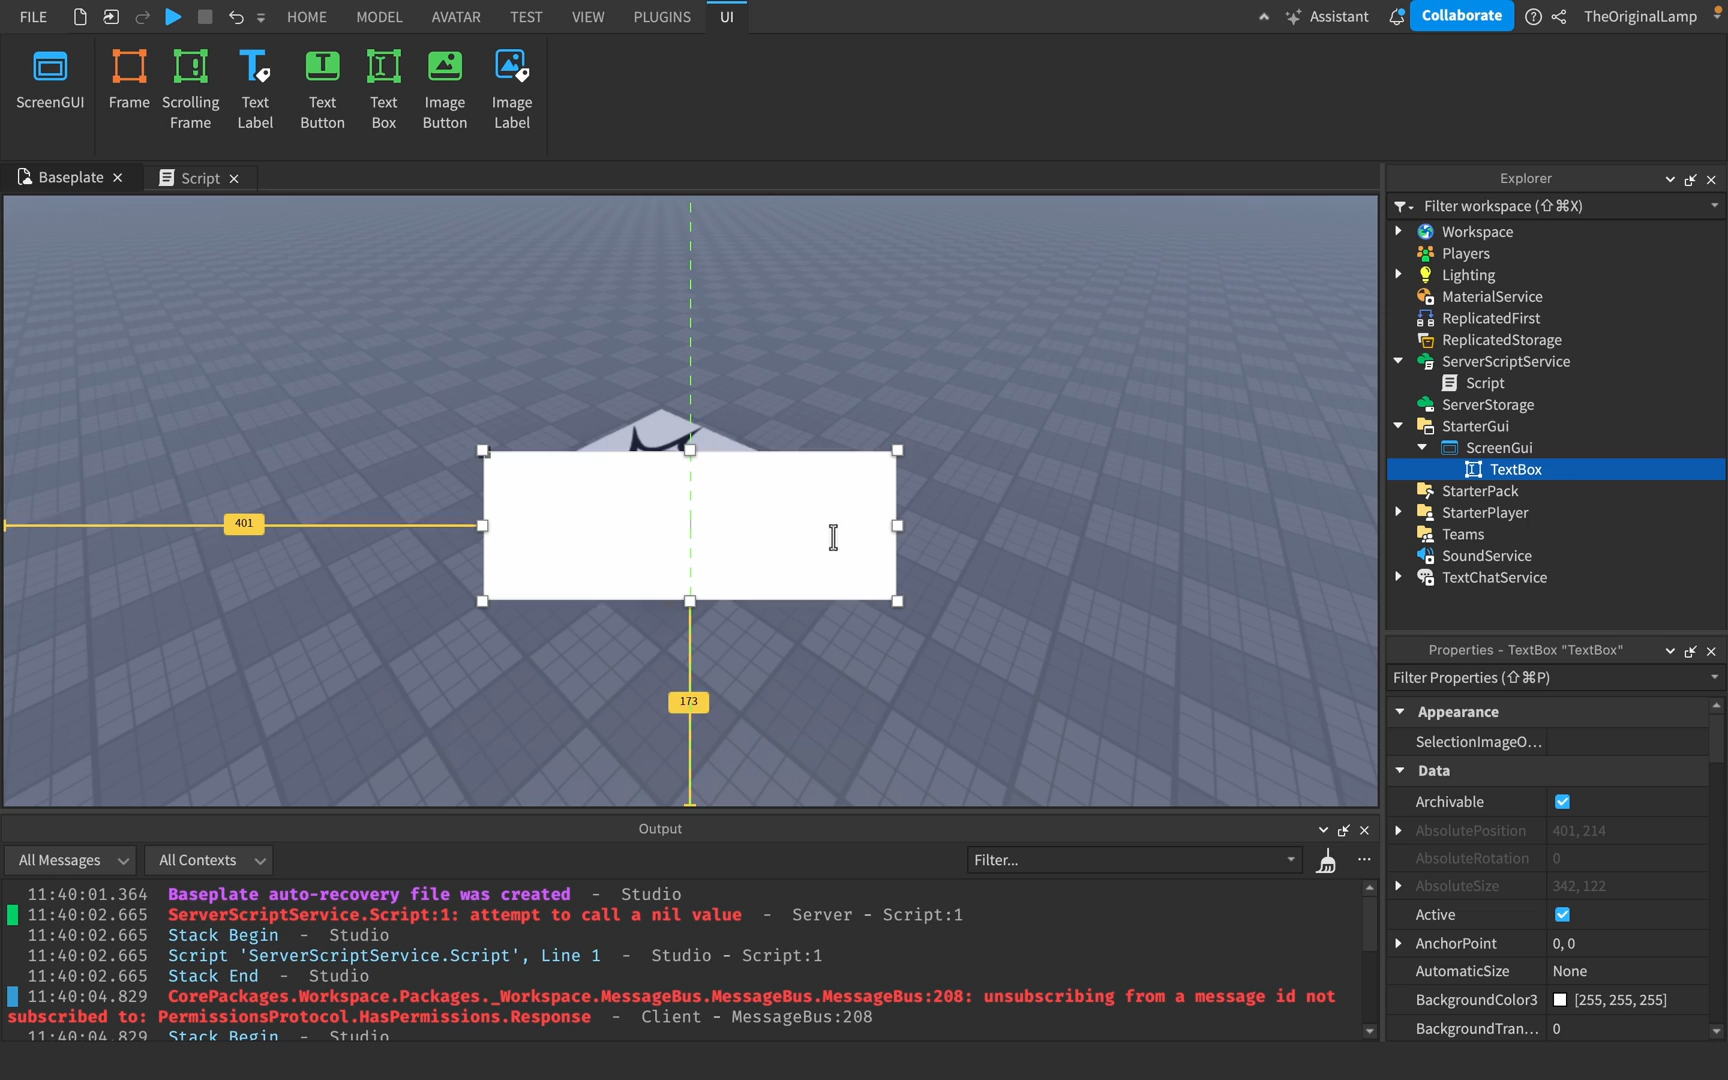 FILE HOME MODEL AVATAR TEST VIEW PLUGINS UI Assistant Collaborate TheOriginalLamp
ScreenGUI
Frame
Scrolling
Frame
Text
Label
Text
Button
Text
Box
Image
Button
Image
Label
Baseplate Script
401
173
Explorer
Filter workspace (⇧⌘X)
Workspace
Players
Lighting
MaterialService
ReplicatedFirst
ReplicatedStorage
ServerScriptService
Script
ServerStorage
StarterGui
ScreenGui
TextBox
StarterPack
StarterPlayer
Teams
SoundService
TextChatService
Properties - TextBox "TextBox"
Filter Properties (⇧⌘P)
Appearance
SelectionImageO...
Data
Archivable
AbsolutePosition 401, 214
AbsoluteRotation 0
AbsoluteSize 342, 122
Active
AnchorPoint 0, 0
AutomaticSize None
BackgroundColor3 [255, 255, 255]
BackgroundTran... 0
Output
All Messages All Contexts Filter...
11:40:01.364 Baseplate auto-recovery file was created - Studio
11:40:02.665 ServerScriptService.Script:1: attempt to call a nil value - Server - Script:1
11:40:02.665 Stack Begin - Studio
11:40:02.665 Script 'ServerScriptService.Script', Line 1 - Studio - Script:1
11:40:02.665 Stack End - Studio
11:40:04.829 CorePackages.Workspace.Packages._Workspace.MessageBus.MessageBus.MessageBus:208: unsubscribing from a message id not
subscribed to: PermissionsProtocol.HasPermissions.Response - Client - MessageBus:208
11:40:04.829 Stack Begin - Studio